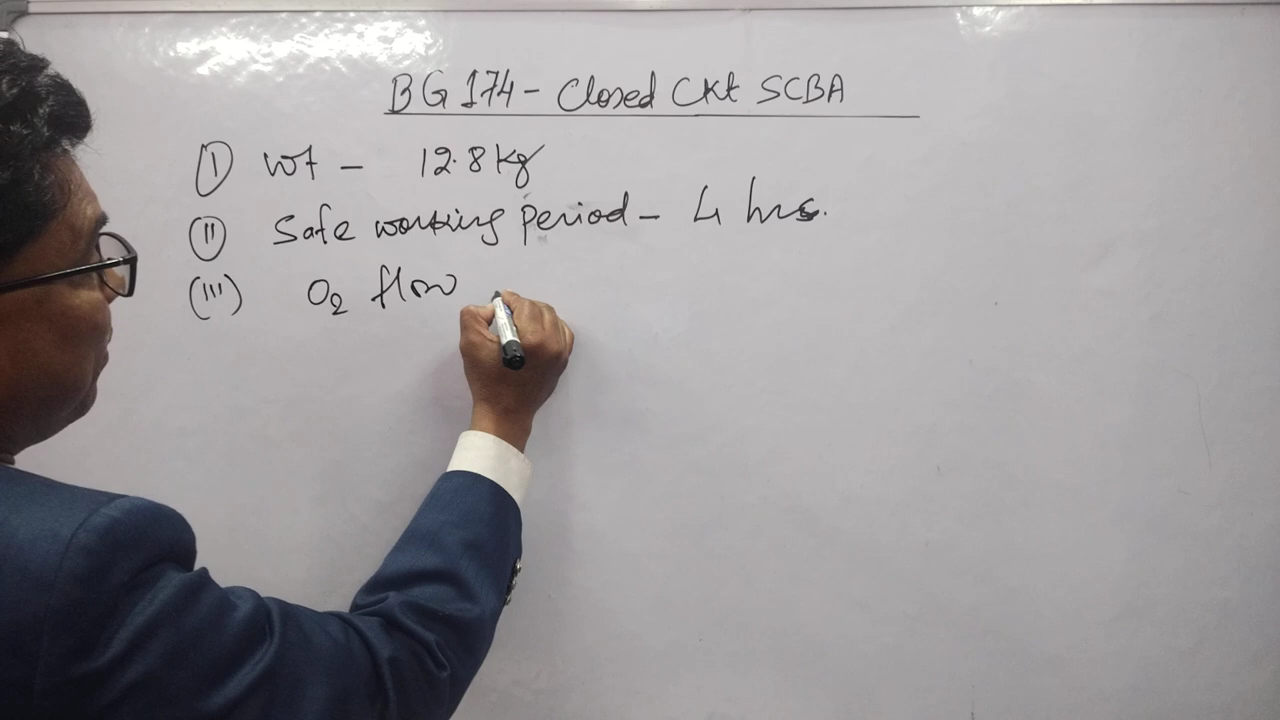 BG 174 - Closed Ckt SCBA
(I) wt - 12.8 kg
(II) Safe working period - 4 hrs.
(III) O₂ flow